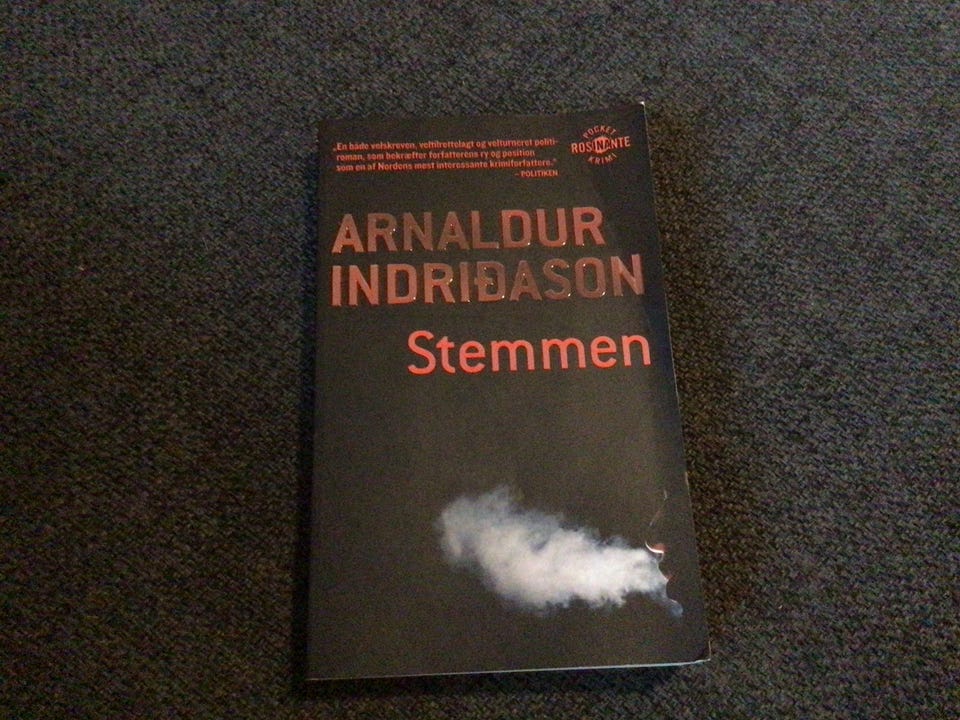 „En både velskreven, veltilrettelagt og velturneret politi-
roman, som bekræfter forfatterens ry og position
som en af Nordens mest interessante krimiforfattere."
– POLITIKEN
POCKET
ROSINANTE
KRIMI
ARNALDUR
INDRIÐASON
Stemmen